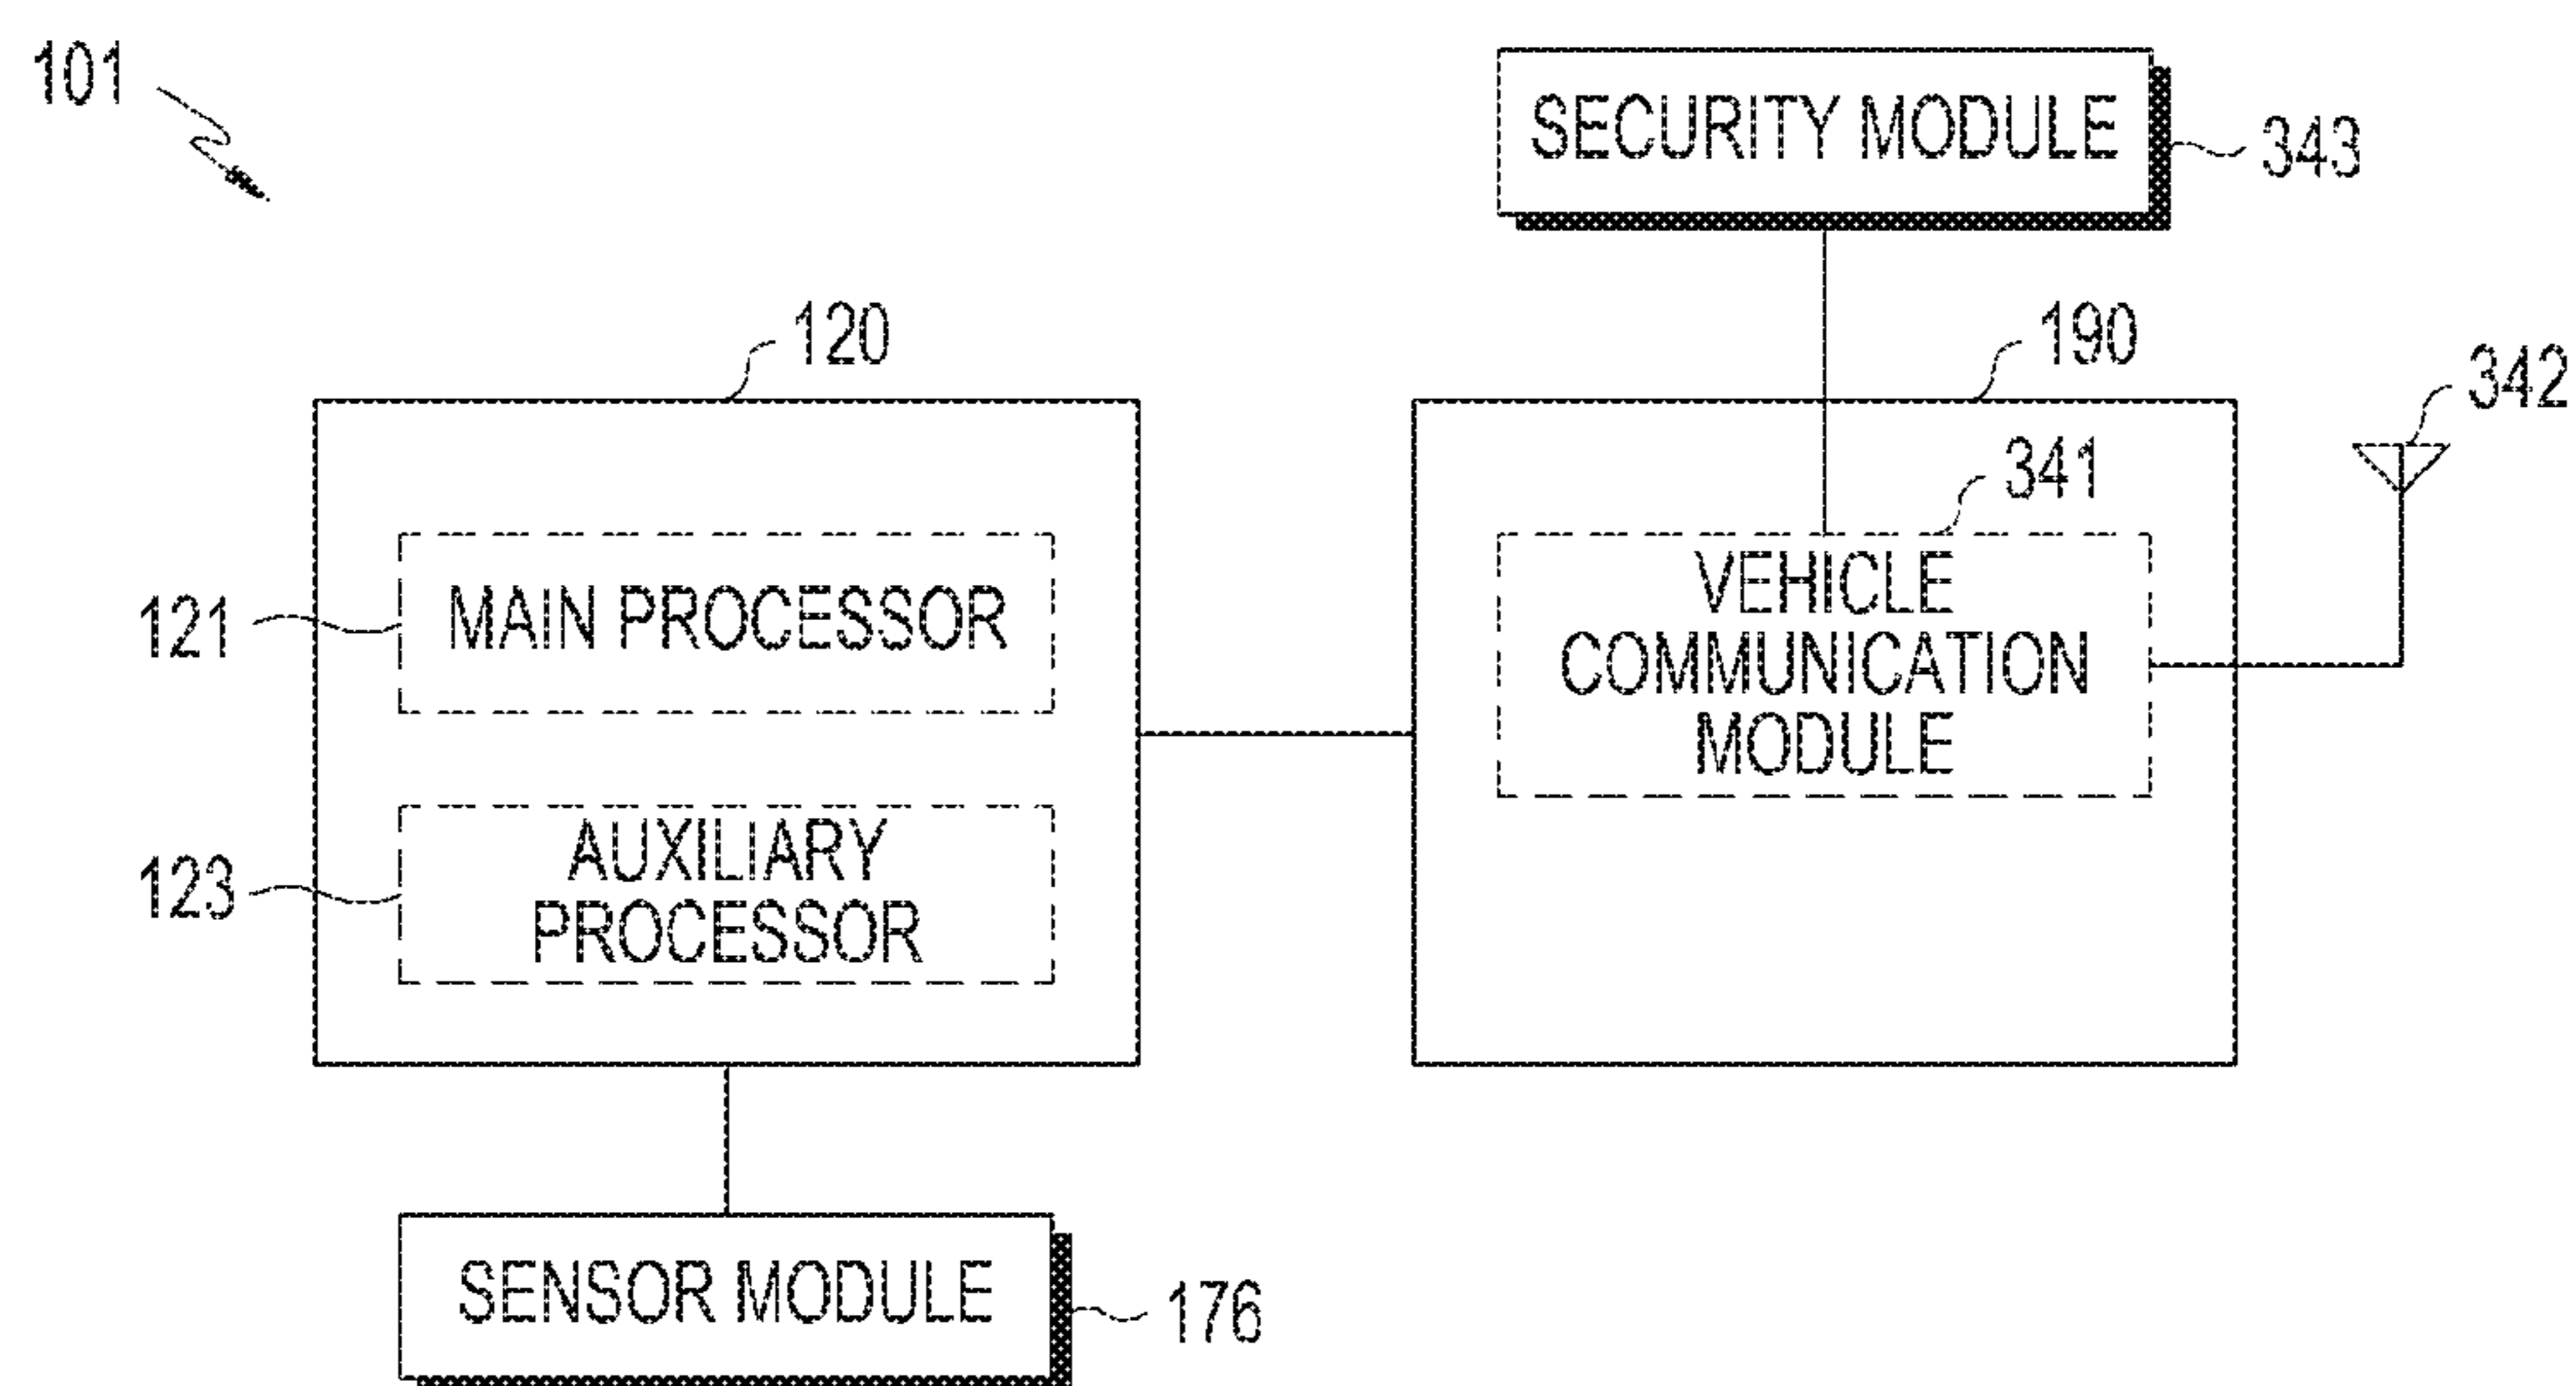 101
SECURITY MODULE
343
120
190
342
341
MAIN PROCESSOR
121
VEHICLE
COMMUNICATION
MODULE
AUXILIARY
PROCESSOR
123
SENSOR MODULE
176